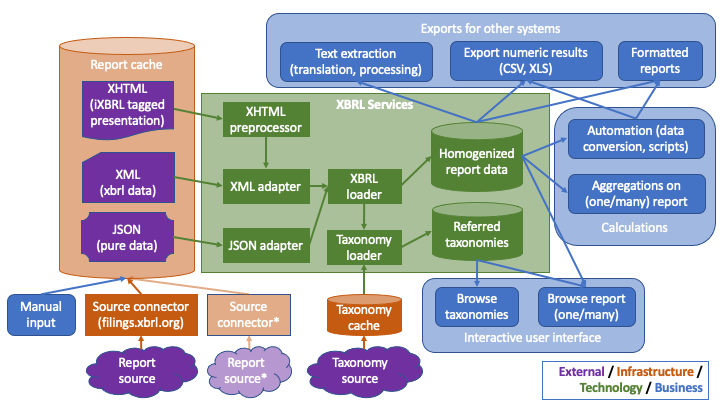 Exports for other systems
Text extraction
(translation, processing)
Export numeric results
(CSV, XLS)
Formatted
reports
Report cache
XHTML
(iXBRL tagged
presentation)
XML
(xbrl data)
JSON
(pure data)
XBRL Services
XHTML
preprocessor
XML adapter
JSON adapter
XBRL
loader
Taxonomy
loader
Homogenized
report data
Referred
taxonomies
Automation (data
conversion, scripts)
Aggregations on
(one/many) report
Calculations
Manual
input
Source connector
(filings.xbrl.org)
Source
connector*
Taxonomy
cache
Browse
taxonomies
Browse report
(one/many)
Interactive user interface
Report
source
Report
source*
Taxonomy
source
External / Infrastructure /
Technology / Business